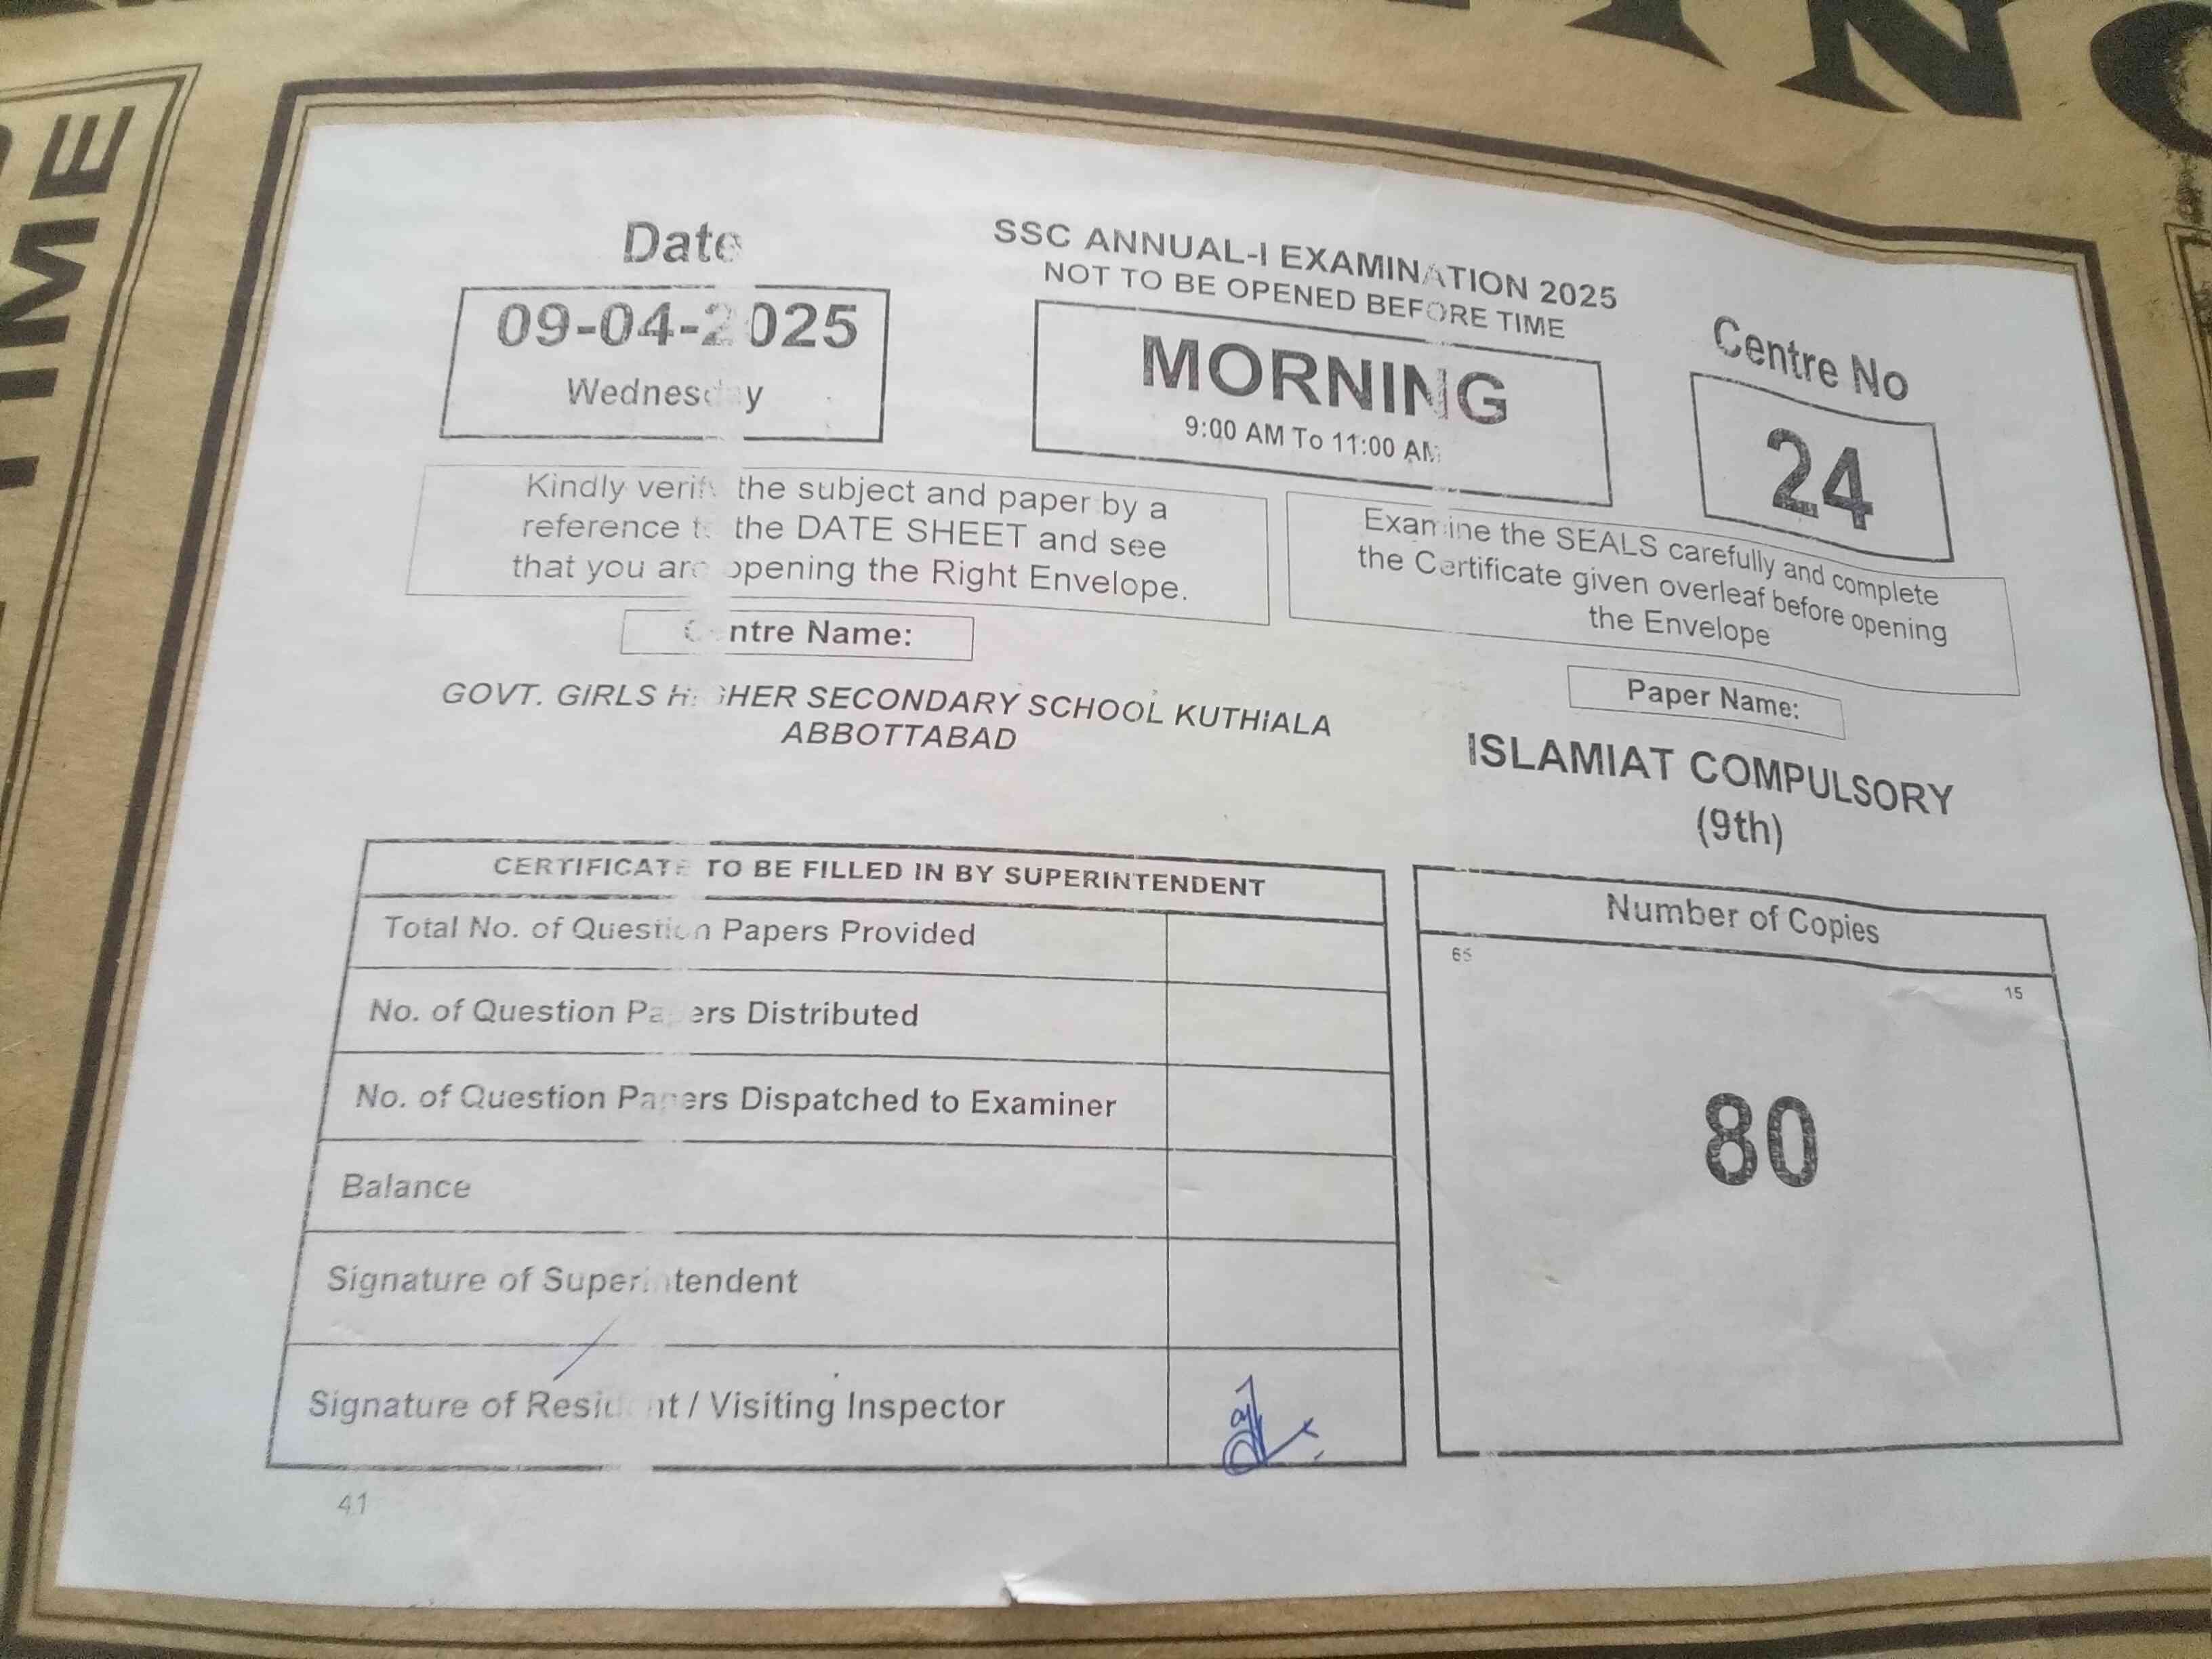 TIME
Date
09-04-2025
Wednesday
SSC ANNUAL-I EXAMINATION 2025
NOT TO BE OPENED BEFORE TIME
MORNING
9:00 AM To 11:00 AM
Centre No
24
Kindly verify the subject and paper by a
reference to the DATE SHEET and see
that you are opening the Right Envelope.
Examine the SEALS carefully and complete
the Certificate given overleaf before opening
the Envelope
Centre Name:
GOVT. GIRLS HIGHER SECONDARY SCHOOL KUTHIALA
ABBOTTABAD
Paper Name:
ISLAMIAT COMPULSORY
(9th)
CERTIFICATE TO BE FILLED IN BY SUPERINTENDENT
Total No. of Question Papers Provided
No. of Question Papers Distributed
No. of Question Papers Dispatched to Examiner
Balance
Signature of Superintendent
Signature of Resident / Visiting Inspector
Number of Copies
65
15
80
41